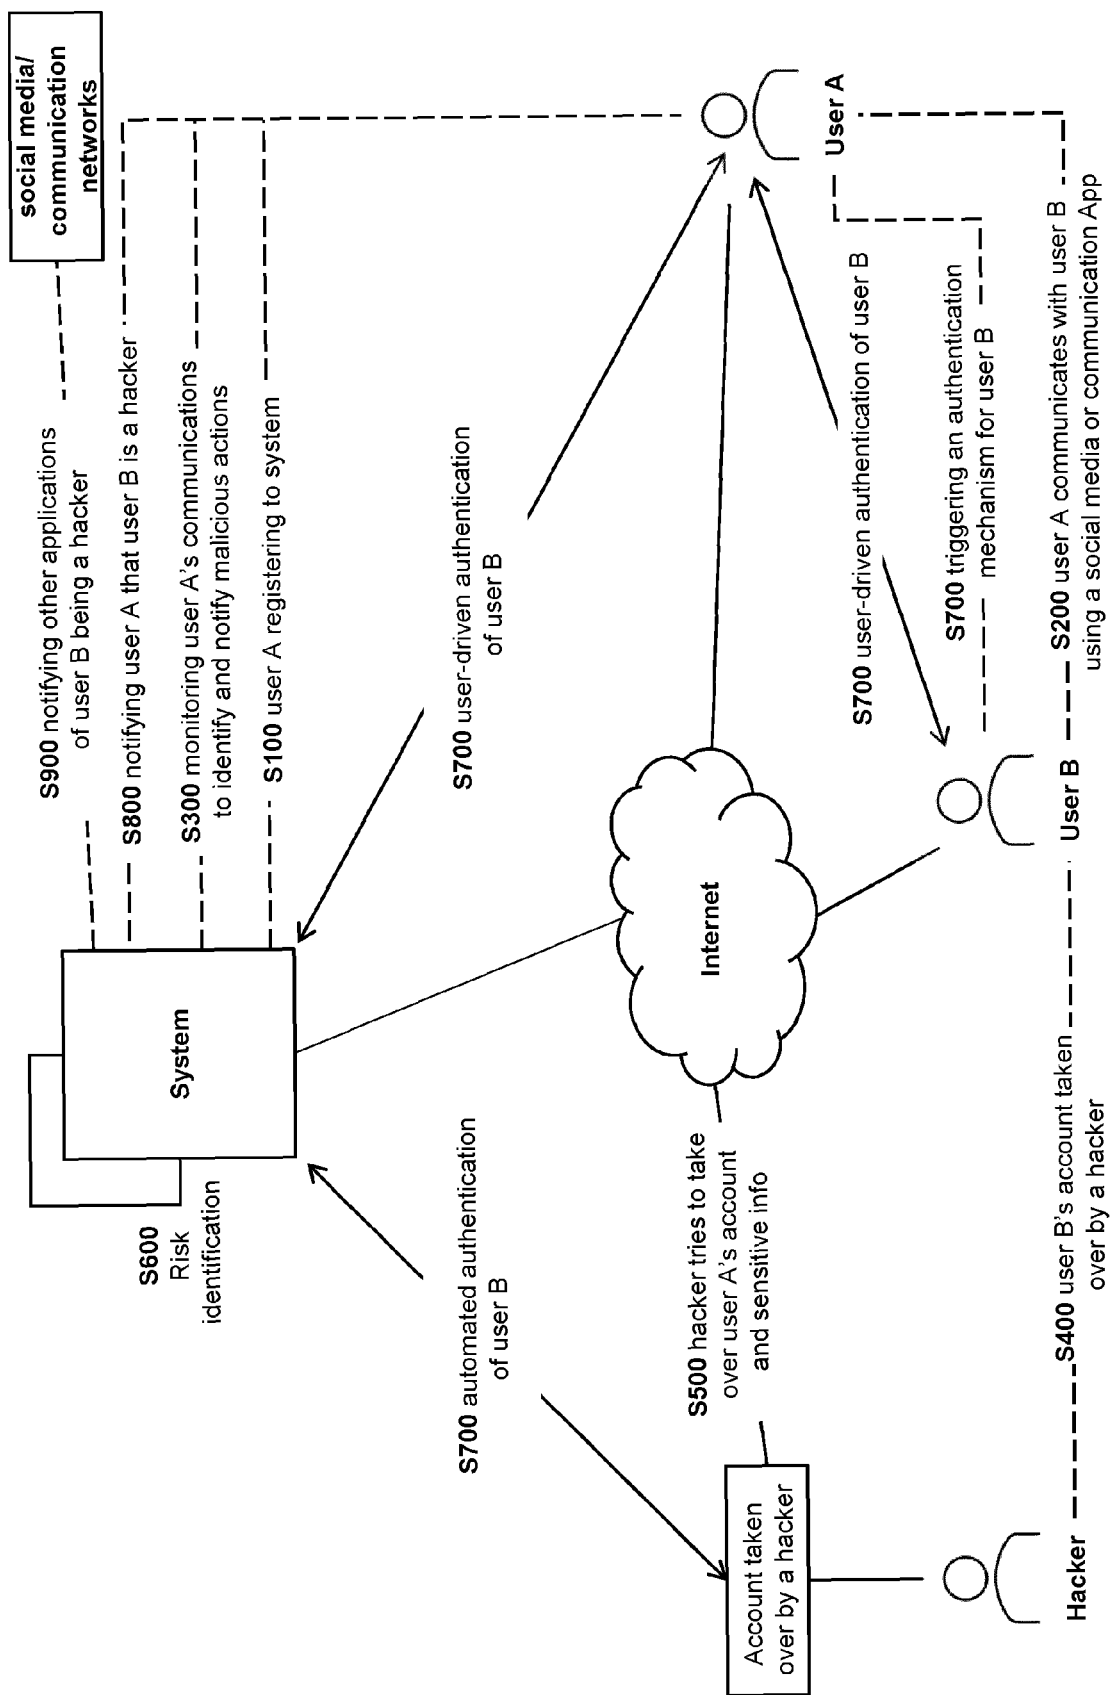 social media/
communication
networks
S900 notifying other applications
of user B being a hacker
S800 notifying user A that user B is a hacker
S300 monitoring user A's communications
to identify and notify malicious actions
S100 user A registering to system
System
S600
Risk
identification
S700 user-driven authentication
of user B
S700 automated authentication
of user B
Internet
User A
S700 user-driven authentication of user B
S700 triggering an authentication
mechanism for user B
S500 hacker tries to take
over user A's account
and sensitive info
Account taken
over by a hacker
Hacker
S400 user B's account taken
over by a hacker
User B
S200 user A communicates with user B
using a social media or communication App